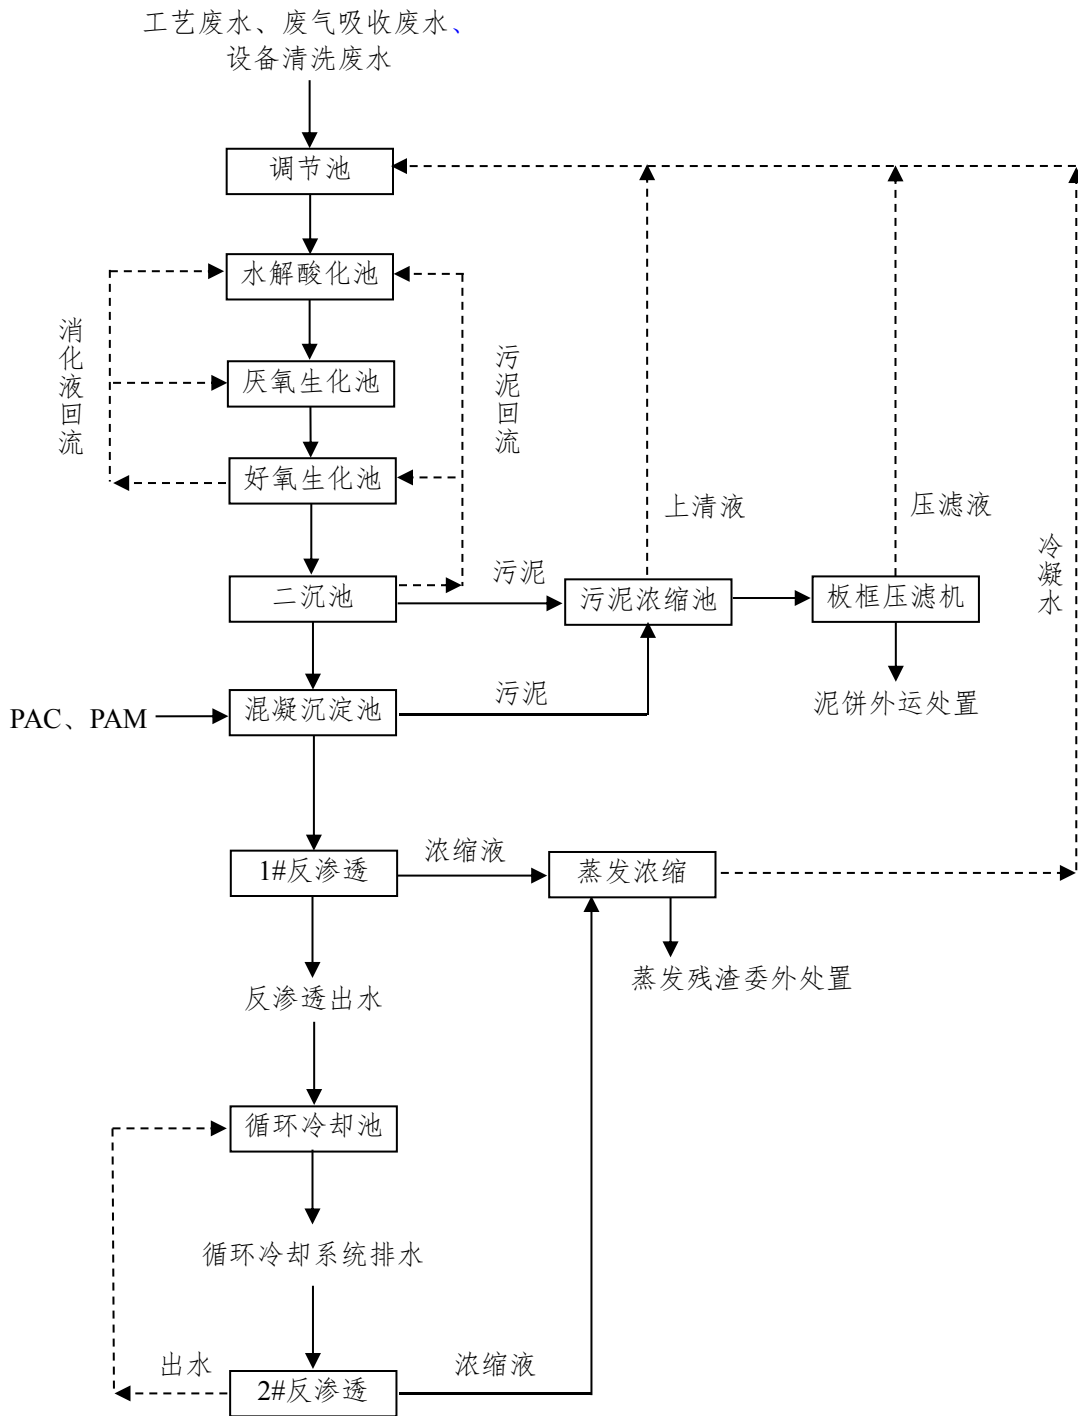 工艺废水、废气吸收废水、
设备清洗废水
调节池
水解酸化池
消化液回流
污泥回流
厌氧生化池
好氧生化池
上清液
压滤液
冷凝水
二沉池
污泥
污泥浓缩池
板框压滤机
PAC、PAM
混凝沉淀池
污泥
泥饼外运处置
1#反渗透
浓缩液
蒸发浓缩
反渗透出水
蒸发残渣委外处置
循环冷却池
循环冷却系统排水
出水
2#反渗透
浓缩液